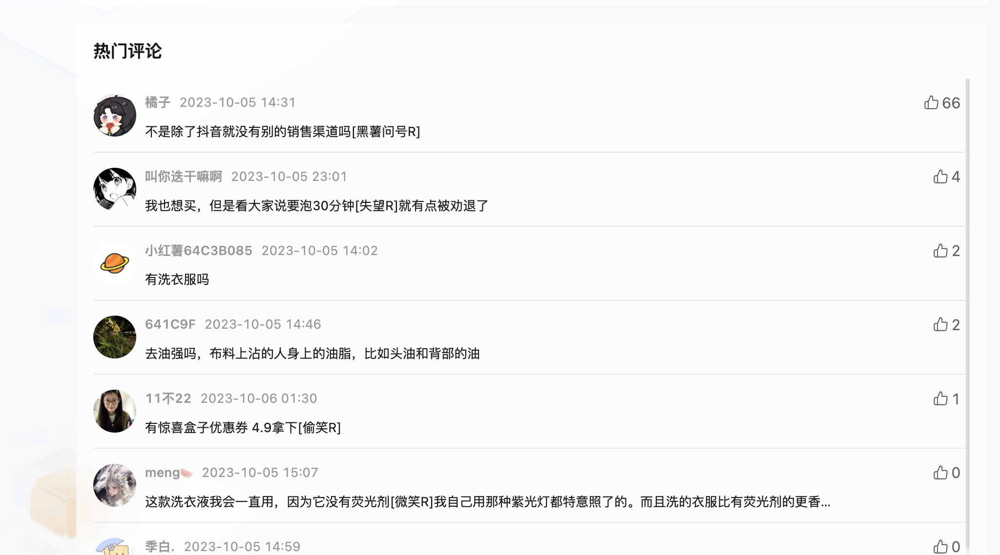 热门评论
橘子 2023-10-05 14:31 66
不是除了抖音就没有别的销售渠道吗[黑薯问号R]
叫你迭干嘛啊 2023-10-05 23:01 4
我也想买，但是看大家说要泡30分钟[失望R]就有点被劝退了
小红薯64C3B085 2023-10-05 14:02 2
有洗衣服吗
641C9F 2023-10-05 14:46 2
去油强吗，布料上沾的人身上的油脂，比如头油和背部的油
11不22 2023-10-06 01:30 1
有惊喜盒子优惠券 4.9拿下[偷笑R]
meng🍉 2023-10-05 15:07 0
这款洗衣液我会一直用，因为它没有荧光剂[微笑R]我自己用那种紫光灯都特意照了的。而且洗的衣服比有荧光剂的更香...
季白. 2023-10-05 14:59 0